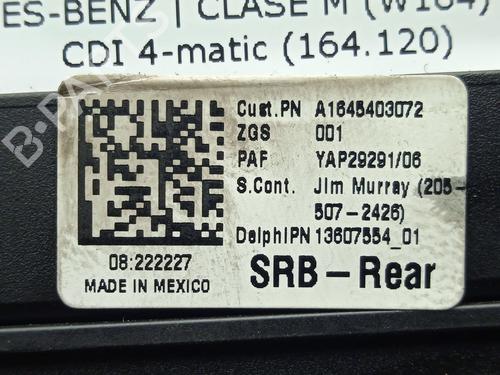 ES-BENZ | CLASE M (W164)
CDI 4-matic (164.120)
Cust.PN A1645403072
ZGS 001
PAF YAP29291/06
S.Cont. Jim Murray (205-
507-2426)
DelphiPN 13607554_01
08:222227
MADE IN MEXICO
SRB-Rear
B-PARTS